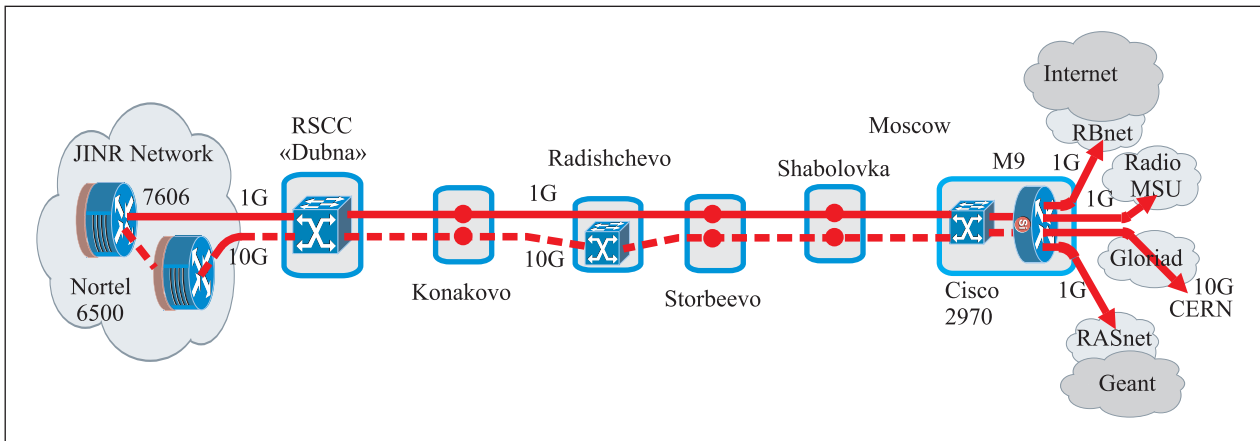 JINR Network
7606
1G
10G
Nortel
6500
RSCC
«Dubna»
Konakovo
Radishchevo
1G
10G
Storbeevo
Shabolovka
Moscow
M9
Cisco
2970
Internet
RBnet
1G
Radio
MSU
1G
Gloriad
10G
CERN
1G
RASnet
Geant